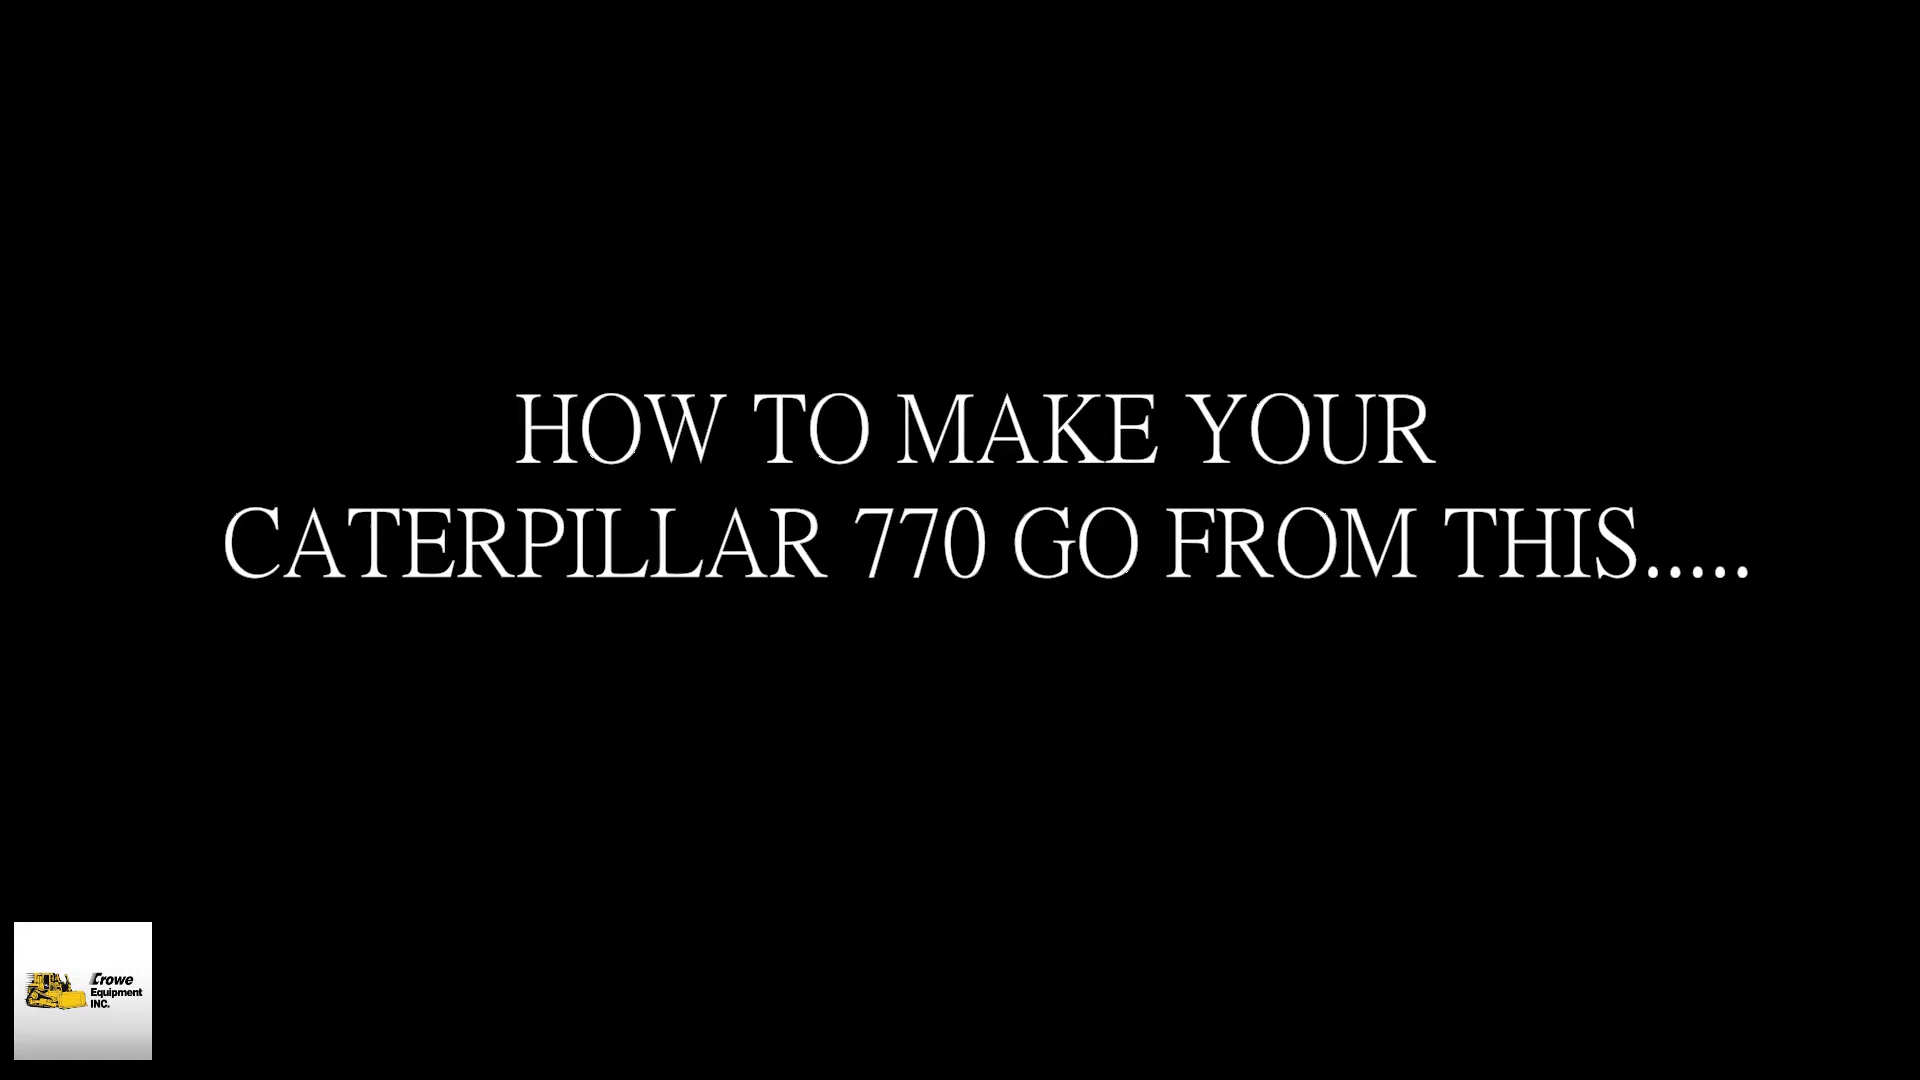 HOW TO MAKE YOUR
CATERPILLAR 770 GO FROM THIS.....
Crowe
Equipment
INC.